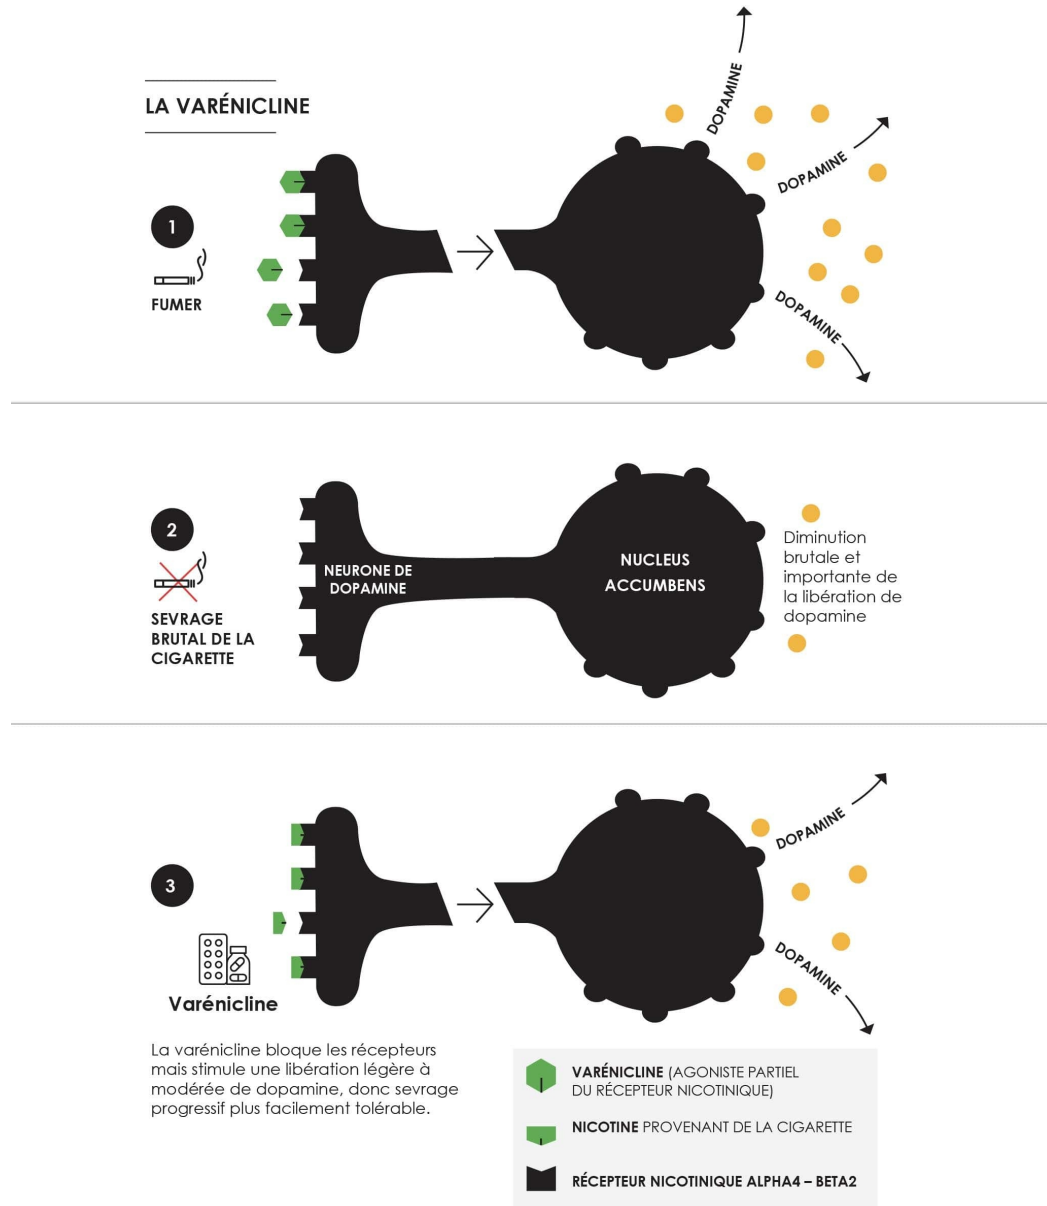 LA VARÉNICLINE
1
FUMER
DOPAMINE
DOPAMINE
DOPAMINE
2
SEVRAGE
BRUTAL DE LA
CIGARETTE
NEURONE DE
DOPAMINE
NUCLEUS
ACCUMBENS
Diminution
brutale et
importante de
la libération de
dopamine
3
Varénicline
La varénicline bloque les récepteurs
mais stimule une libération légère à
modérée de dopamine, donc sevrage
progressif plus facilement tolérable.
DOPAMINE
DOPAMINE
VARÉNICLINE (AGONISTE PARTIEL
DU RÉCEPTEUR NICOTINIQUE)
NICOTINE PROVENANT DE LA CIGARETTE
RÉCEPTEUR NICOTINIQUE ALPHA4 – BETA2